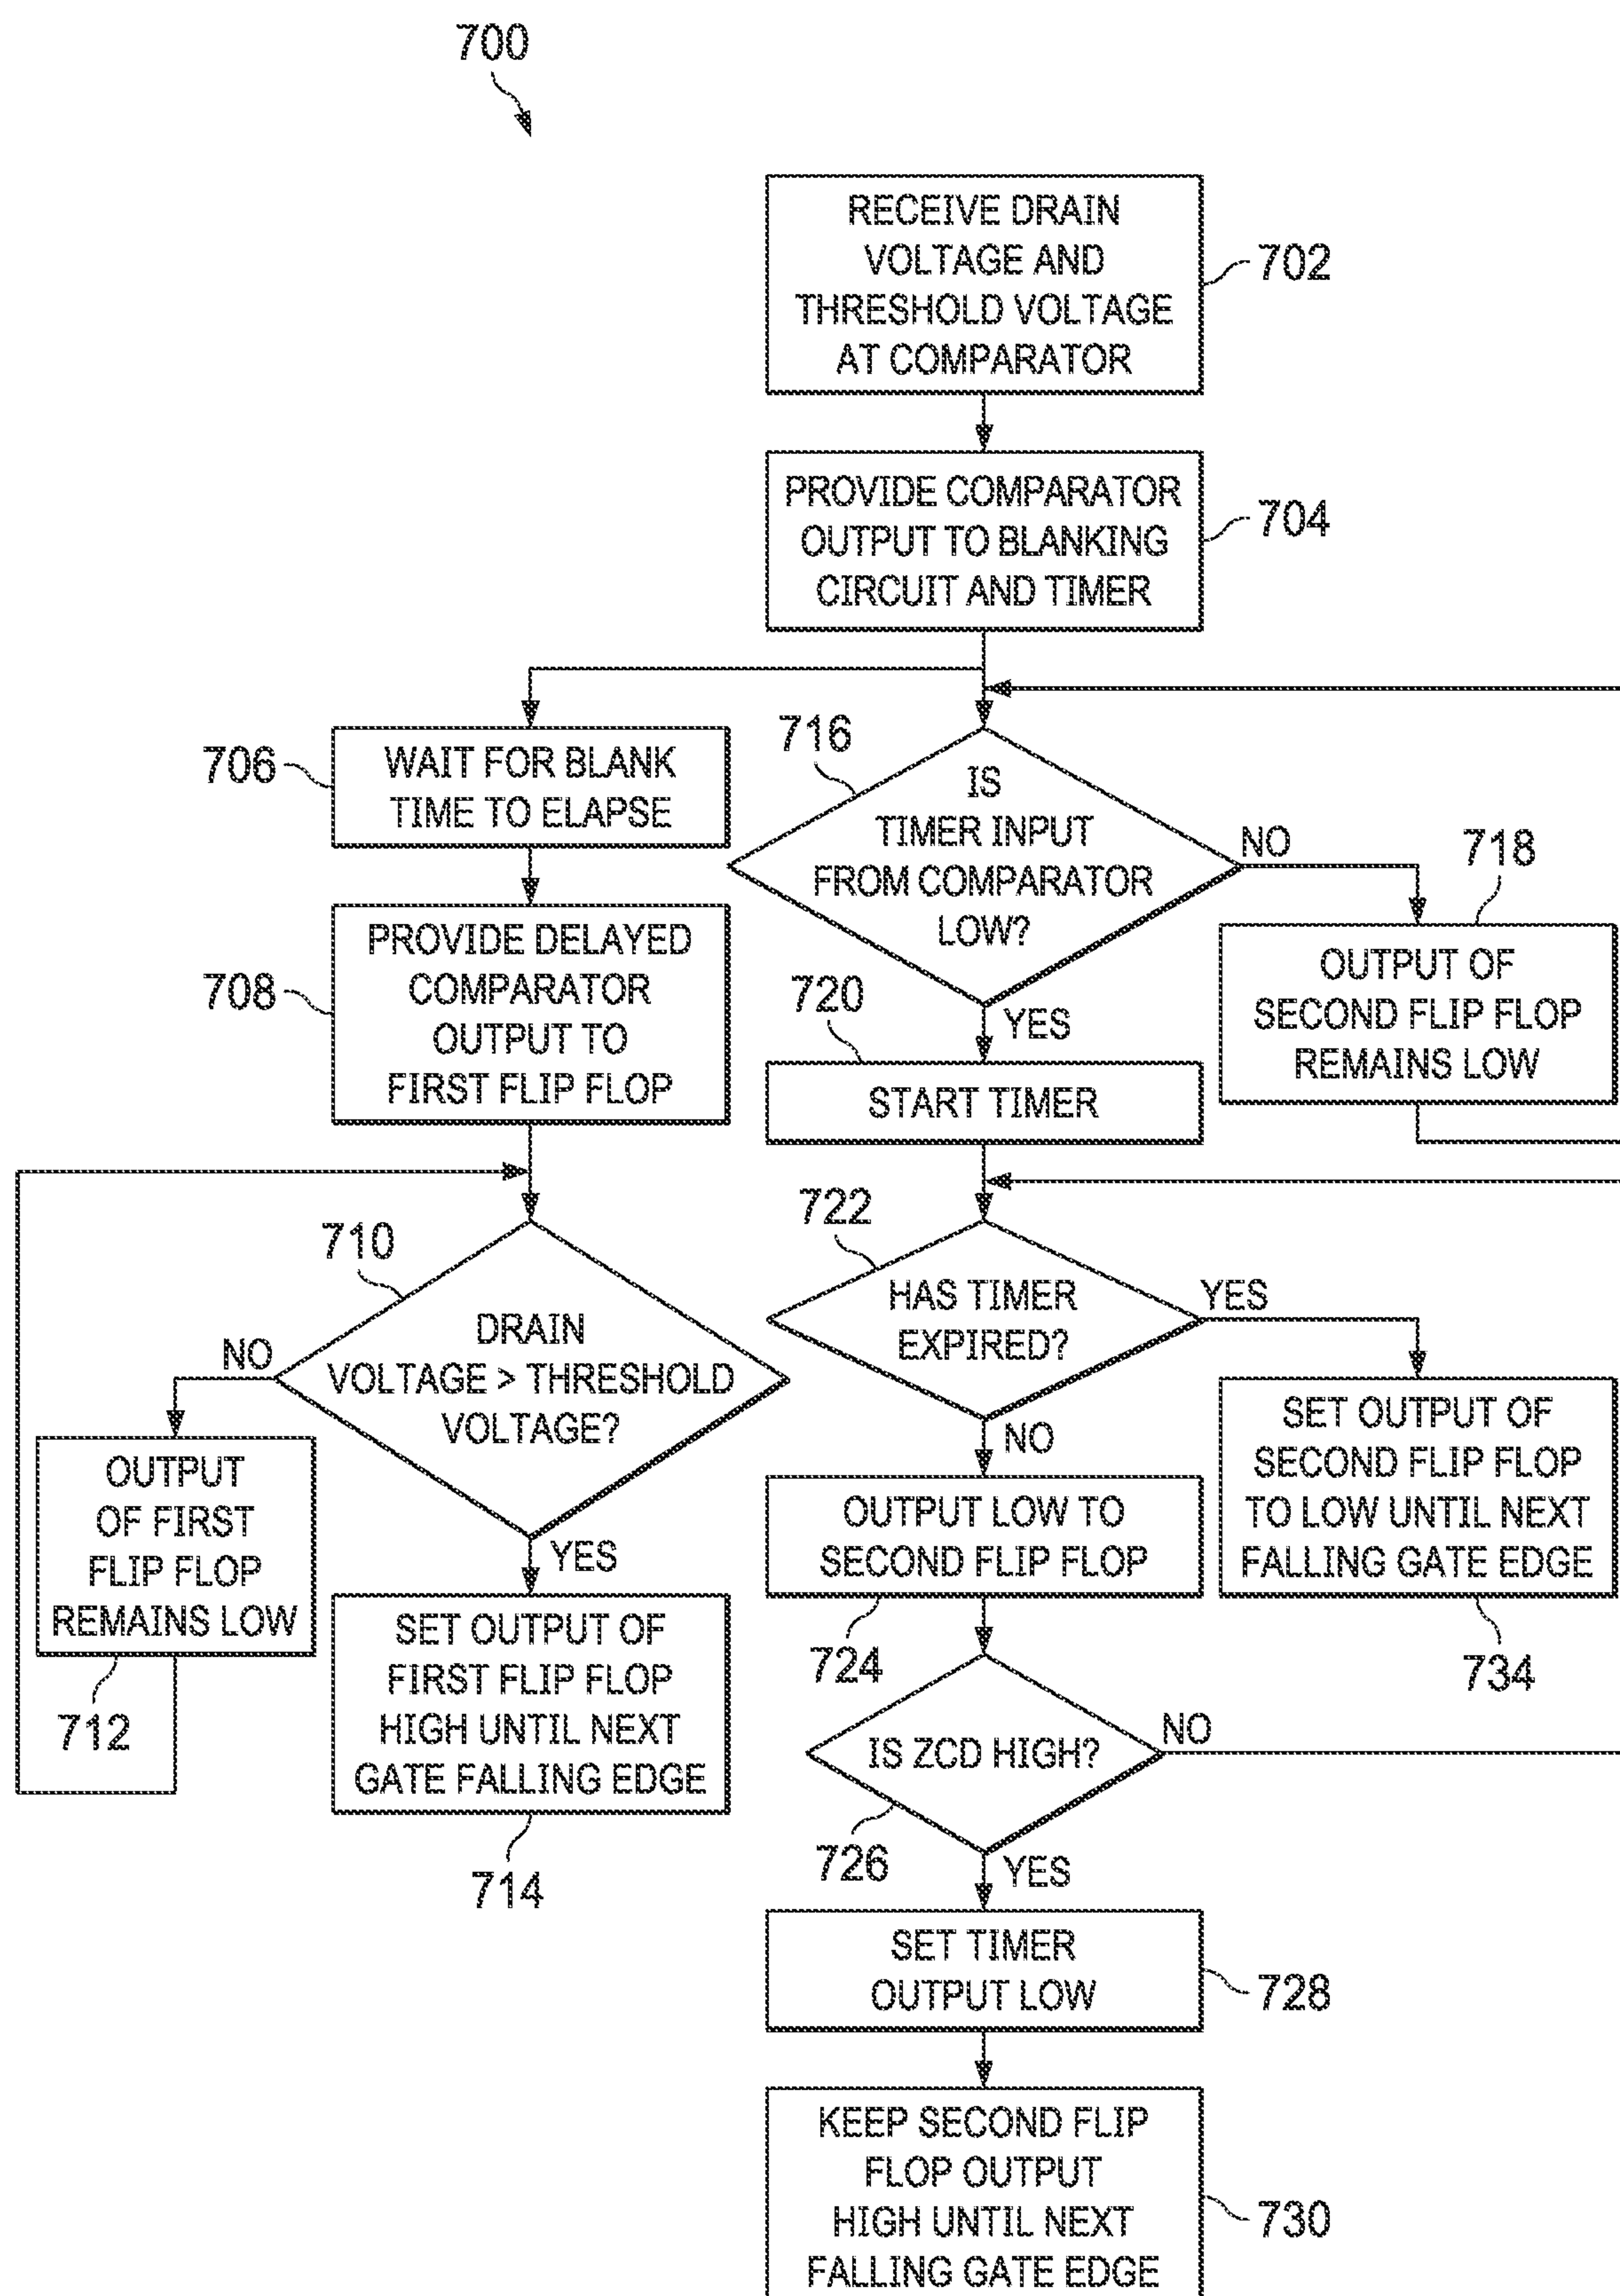 700
RECEIVE DRAIN
VOLTAGE AND
THRESHOLD VOLTAGE
AT COMPARATOR
702
PROVIDE COMPARATOR
OUTPUT TO BLANKING
CIRCUIT AND TIMER
704
706
WAIT FOR BLANK
TIME TO ELAPSE
708
PROVIDE DELAYED
COMPARATOR
OUTPUT TO
FIRST FLIP FLOP
710
DRAIN
VOLTAGE > THRESHOLD
VOLTAGE?
NO
OUTPUT
OF FIRST
FLIP FLOP
REMAINS LOW
712
YES
SET OUTPUT OF
FIRST FLIP FLOP
HIGH UNTIL NEXT
GATE FALLING EDGE
714
716
IS
TIMER INPUT
FROM COMPARATOR
LOW?
NO
718
OUTPUT OF
SECOND FLIP FLOP
REMAINS LOW
YES
720
START TIMER
722
HAS TIMER
EXPIRED?
YES
SET OUTPUT OF
SECOND FLIP FLOP
TO LOW UNTIL NEXT
FALLING GATE EDGE
734
NO
OUTPUT LOW TO
SECOND FLIP FLOP
724
IS ZCD HIGH?
NO
726
YES
SET TIMER
OUTPUT LOW
728
KEEP SECOND FLIP
FLOP OUTPUT
HIGH UNTIL NEXT
FALLING GATE EDGE
730